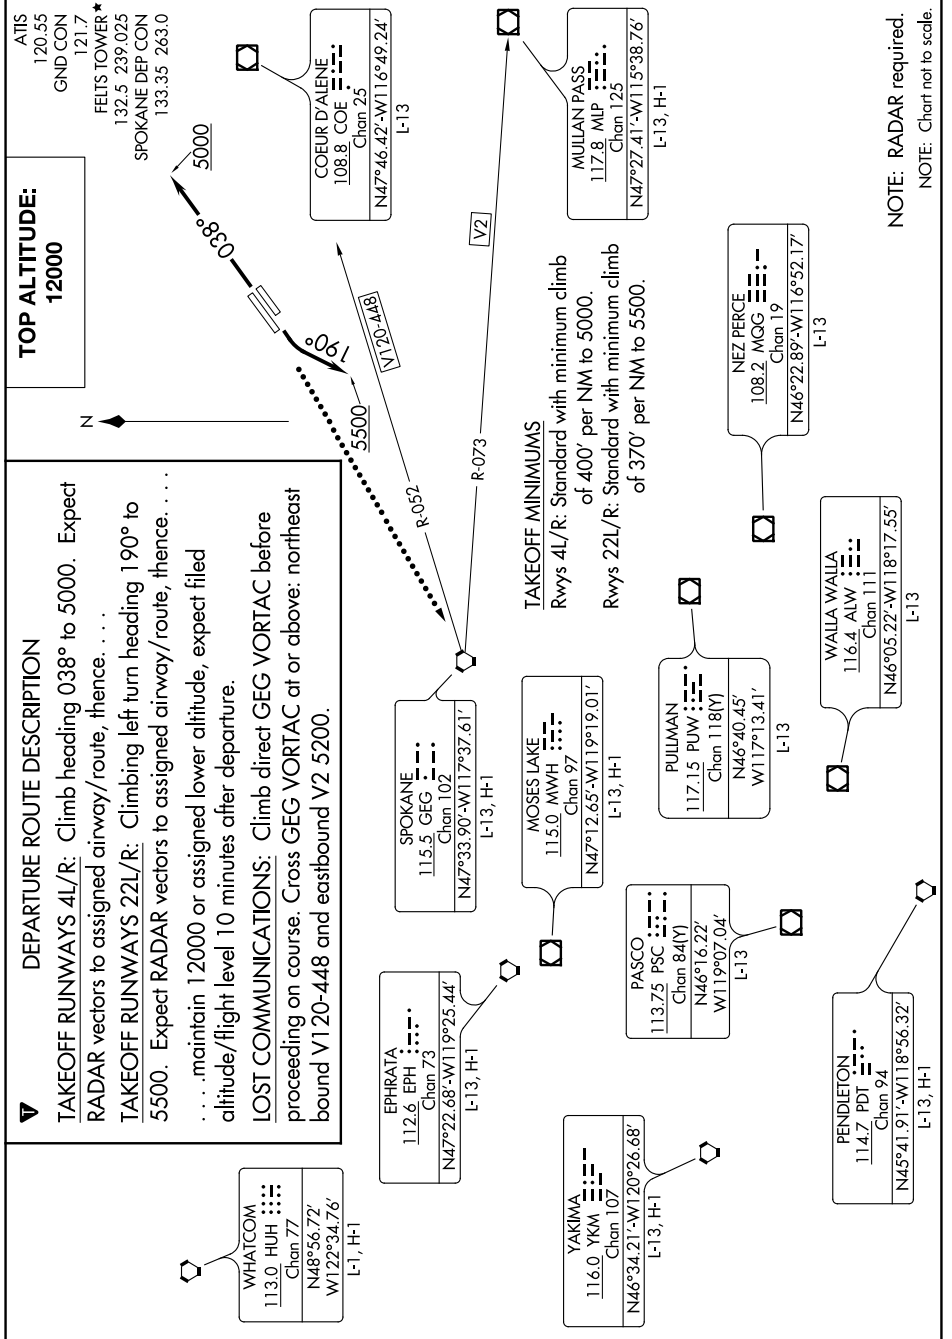 TOP ALTITUDE:
12000
ATIS
120.55
GND CON
121.7
FELTS TOWER★
132.5 239.025
SPOKANE DEP CON
133.35 263.0
DEPARTURE ROUTE DESCRIPTION
TAKEOFF RUNWAYS 4L/R: Climb heading 038° to 5000. Expect
RADAR vectors to assigned airway/route, thence. . . .
TAKEOFF RUNWAYS 22L/R: Climbing left turn heading 190° to
5500. Expect RADAR vectors to assigned airway/route, thence. . . .
. . . .maintain 12000 or assigned lower altitude, expect filed
altitude/flight level 10 minutes after departure.
LOST COMMUNICATIONS: Climb direct GEG VORTAC before
proceeding on course. Cross GEG VORTAC at or above: northeast
bound V120-448 and eastbound V2 5200.
N
5000
038°
190°
5500
COEUR D'ALENE
108.8 COE
Chan 25
N47°46.42'-W116°49.24'
L-13
V120-448
R-052
V2
R-073
MULLAN PASS
117.8 MLP
Chan 125
N47°27.41'-W115°38.76'
L-13, H-1
WHATCOM
113.0 HUH
Chan 77
N48°56.72'
W122°34.76'
L-1, H-1
EPHRATA
112.6 EPH
Chan 73
N47°22.68'-W119°25.44'
L-13, H-1
SPOKANE
115.5 GEG
Chan 102
N47°33.90'-W117°37.61'
L-13, H-1
MOSES LAKE
115.0 MWH
Chan 97
N47°12.65'-W119°19.01'
L-13, H-1
TAKEOFF MINIMUMS
Rwys 4L/R: Standard with minimum climb
of 400' per NM to 5000.
Rwys 22L/R: Standard with minimum climb
of 370' per NM to 5500.
YAKIMA
116.0 YKM
Chan 107
N46°34.21'-W120°26.68'
L-13, H-1
PASCO
113.75 PSC
Chan 84(Y)
N46°16.22'
W119°07.04'
L-13
PULLMAN
117.15 PUW
Chan 118(Y)
N46°40.45'
W117°13.41'
L-13
NEZ PERCE
108.2 MQG
Chan 19
N46°22.89'-W116°52.17'
L-13
WALLA WALLA
116.4 ALW
Chan 111
N46°05.22'-W118°17.55'
L-13
PENDLETON
114.7 PDT
Chan 94
N45°41.91'-W118°56.32'
L-13, H-1
NOTE: RADAR required.
NOTE: Chart not to scale.